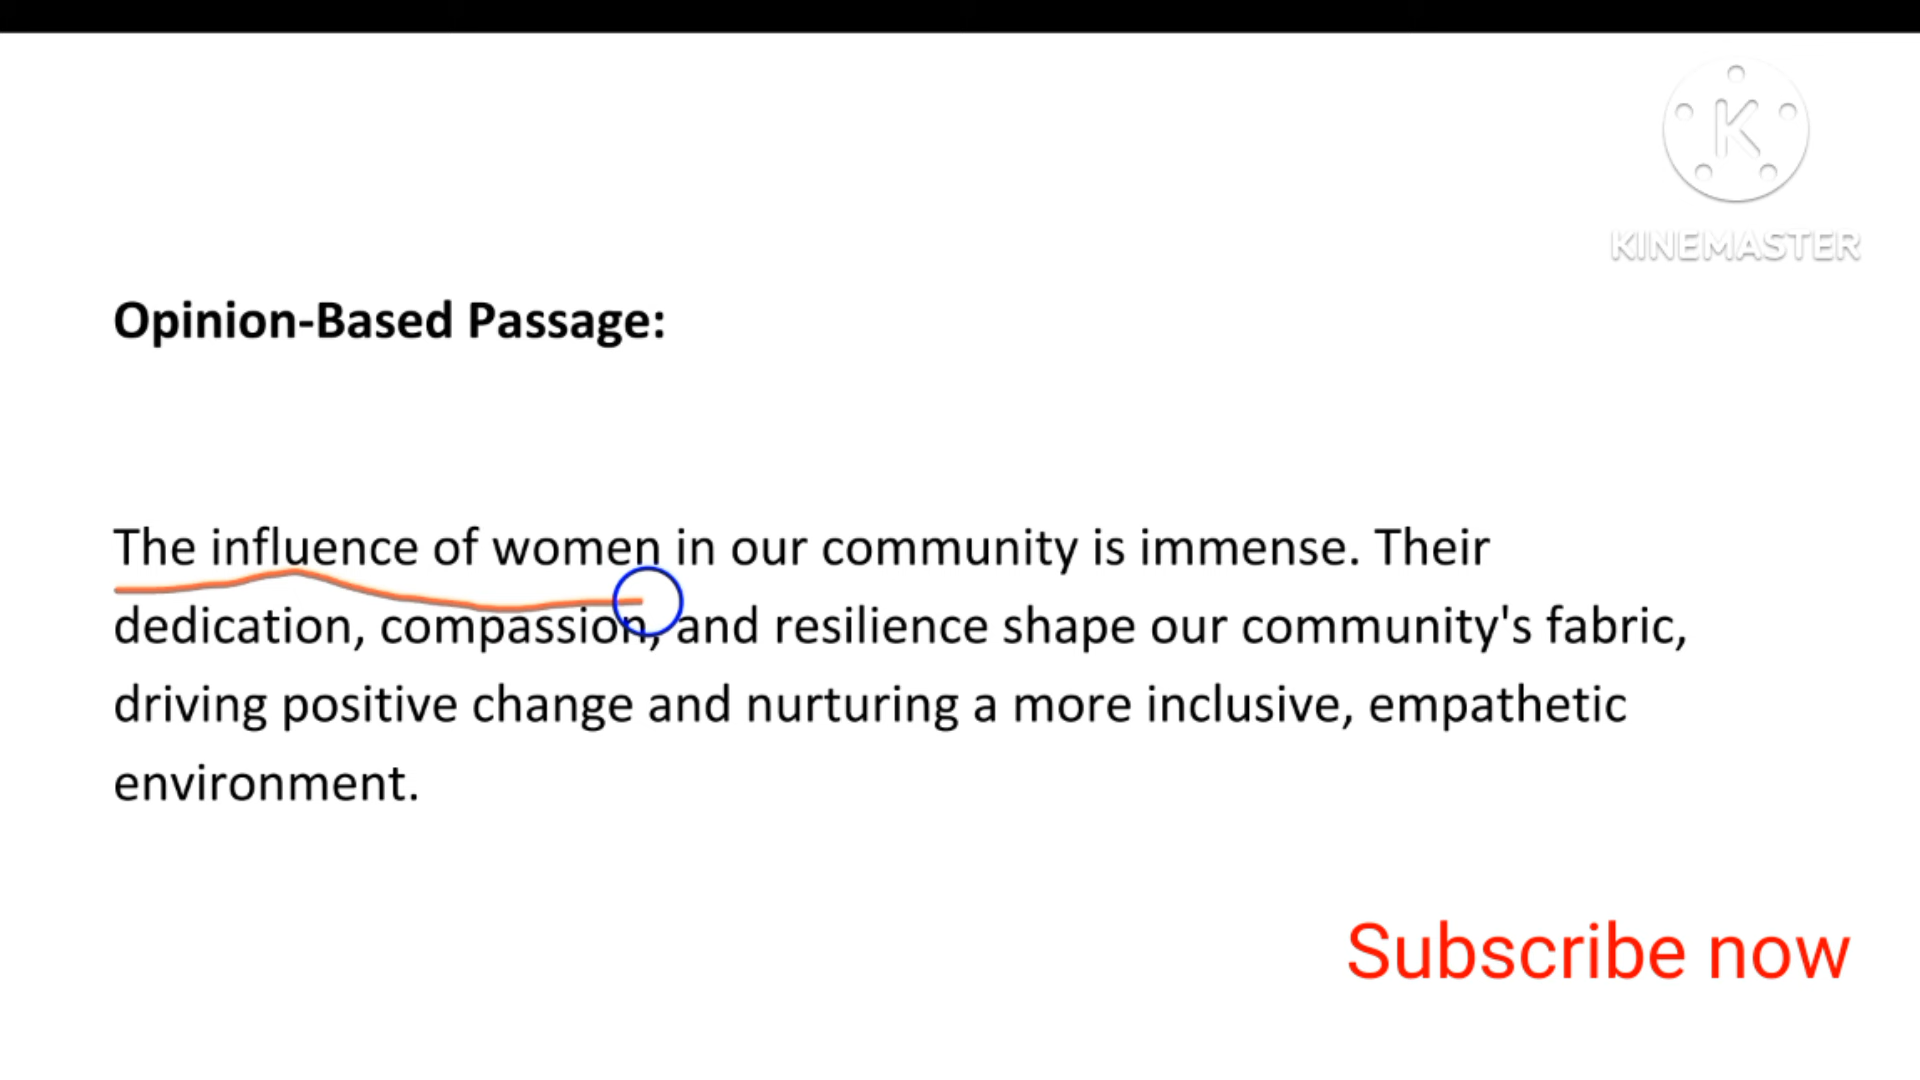 K
KINEMASTER
Opinion-Based Passage:
The influence of women in our community is immense. Their
dedication, compassion, and resilience shape our community's fabric,
driving positive change and nurturing a more inclusive, empathetic
environment.
Subscribe now